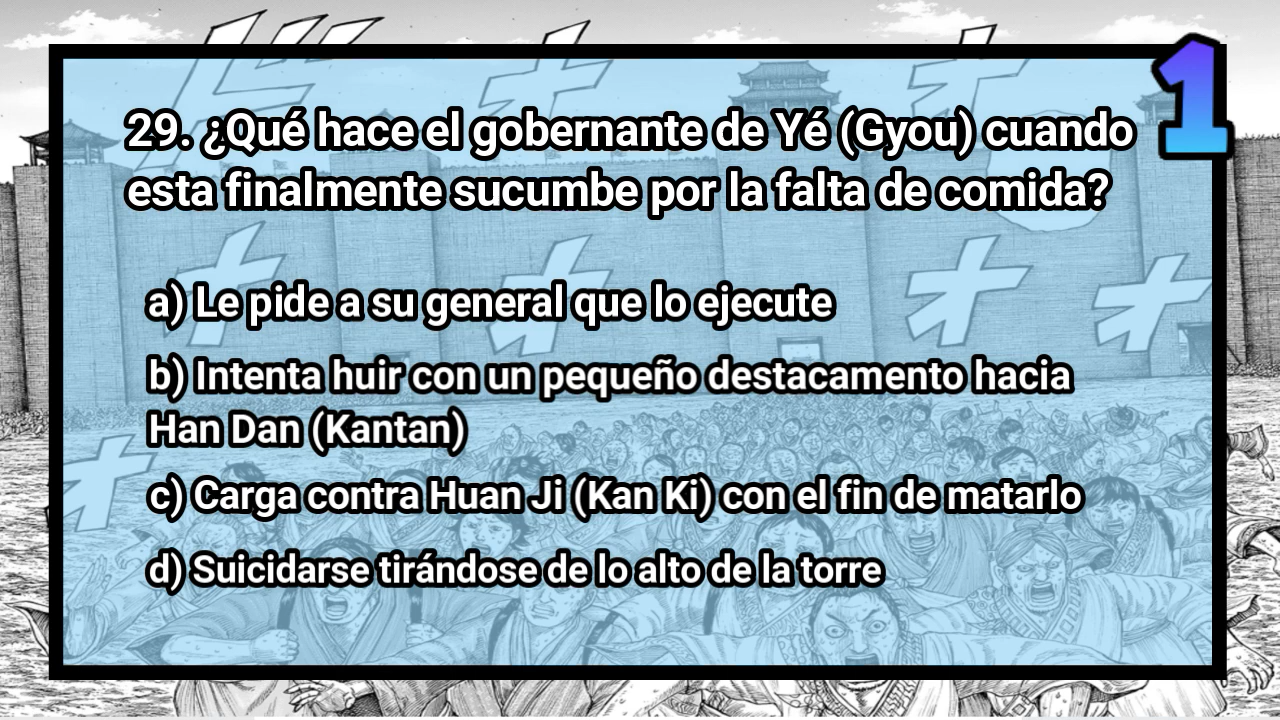 1
29. ¿Qué hace el gobernante de Yé (Gyou) cuando
esta finalmente sucumbe por la falta de comida?
a) Le pide a su general que lo ejecute
b) Intenta huir con un pequeño destacamento hacia
Han Dan (Kantan)
c) Carga contra Huan Ji (Kan Ki) con el fin de matarlo
d) Suicidarse tirándose de lo alto de la torre